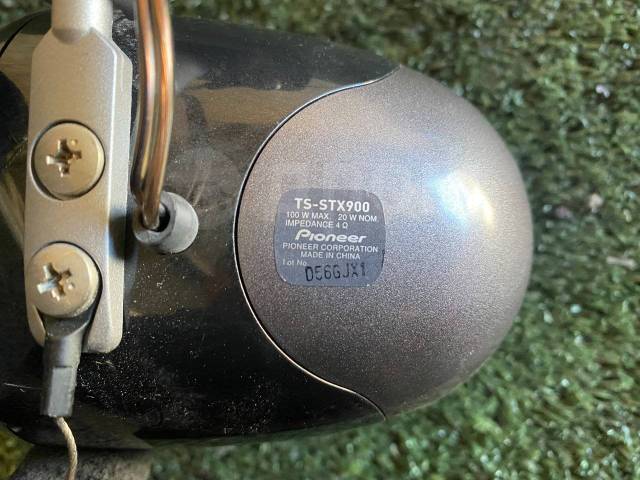 TS-STX900
100 W MAX. 20 W NOM
IMPEDANCE 4 Ω
Pioneer
PIONEER CORPORATION
MADE IN CHINA
Lot No.
D56GJX1